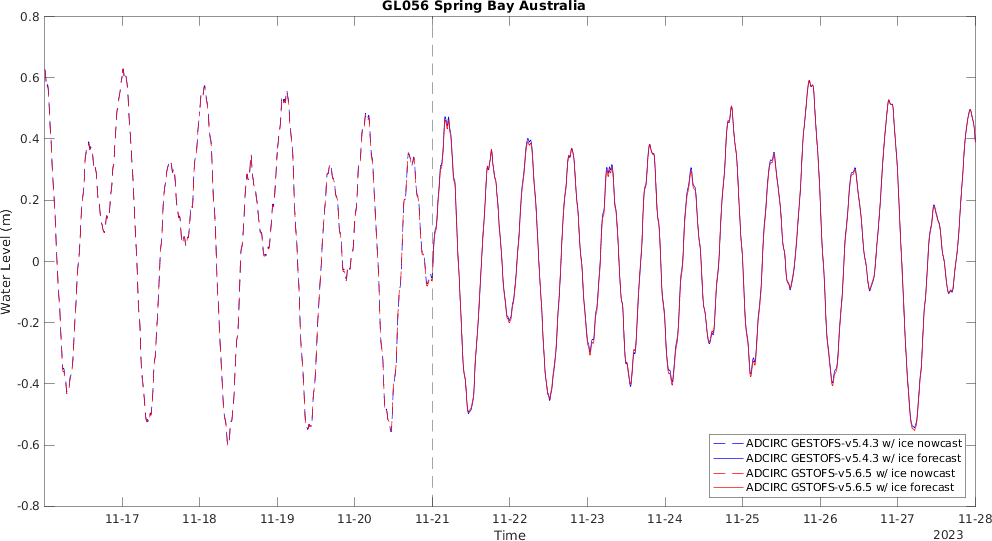 GL056 Spring Bay Australia
0.8
0.6
0.4
0.2
0
-0.2
-0.4
-0.6
-0.8
Water Level (m)
ADCIRC GESTOFS-v5.4.3 w/ ice nowcast
ADCIRC GESTOFS-v5.4.3 w/ ice forecast
ADCIRC GSTOFS-v5.6.5 w/ ice nowcast
ADCIRC GSTOFS-v5.6.5 w/ ice forecast
11-17 11-18 11-19 11-20 11-21 11-22 11-23 11-24 11-25 11-26 11-27 11-28
Time
2023